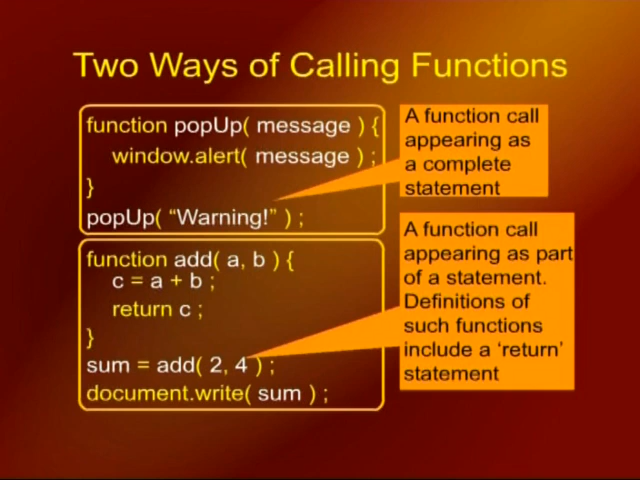 Two Ways of Calling Functions
function popUp( message ) {
window.alert( message ) ;
}
popUp( “Warning!” ) ;
A function call
appearing as
a complete
statement
function add( a, b ) {
c = a + b ;
return c ;
}
sum = add( 2, 4 ) ;
document.write( sum ) ;
A function call
appearing as part
of a statement.
Definitions of
such functions
include a ‘return’
statement